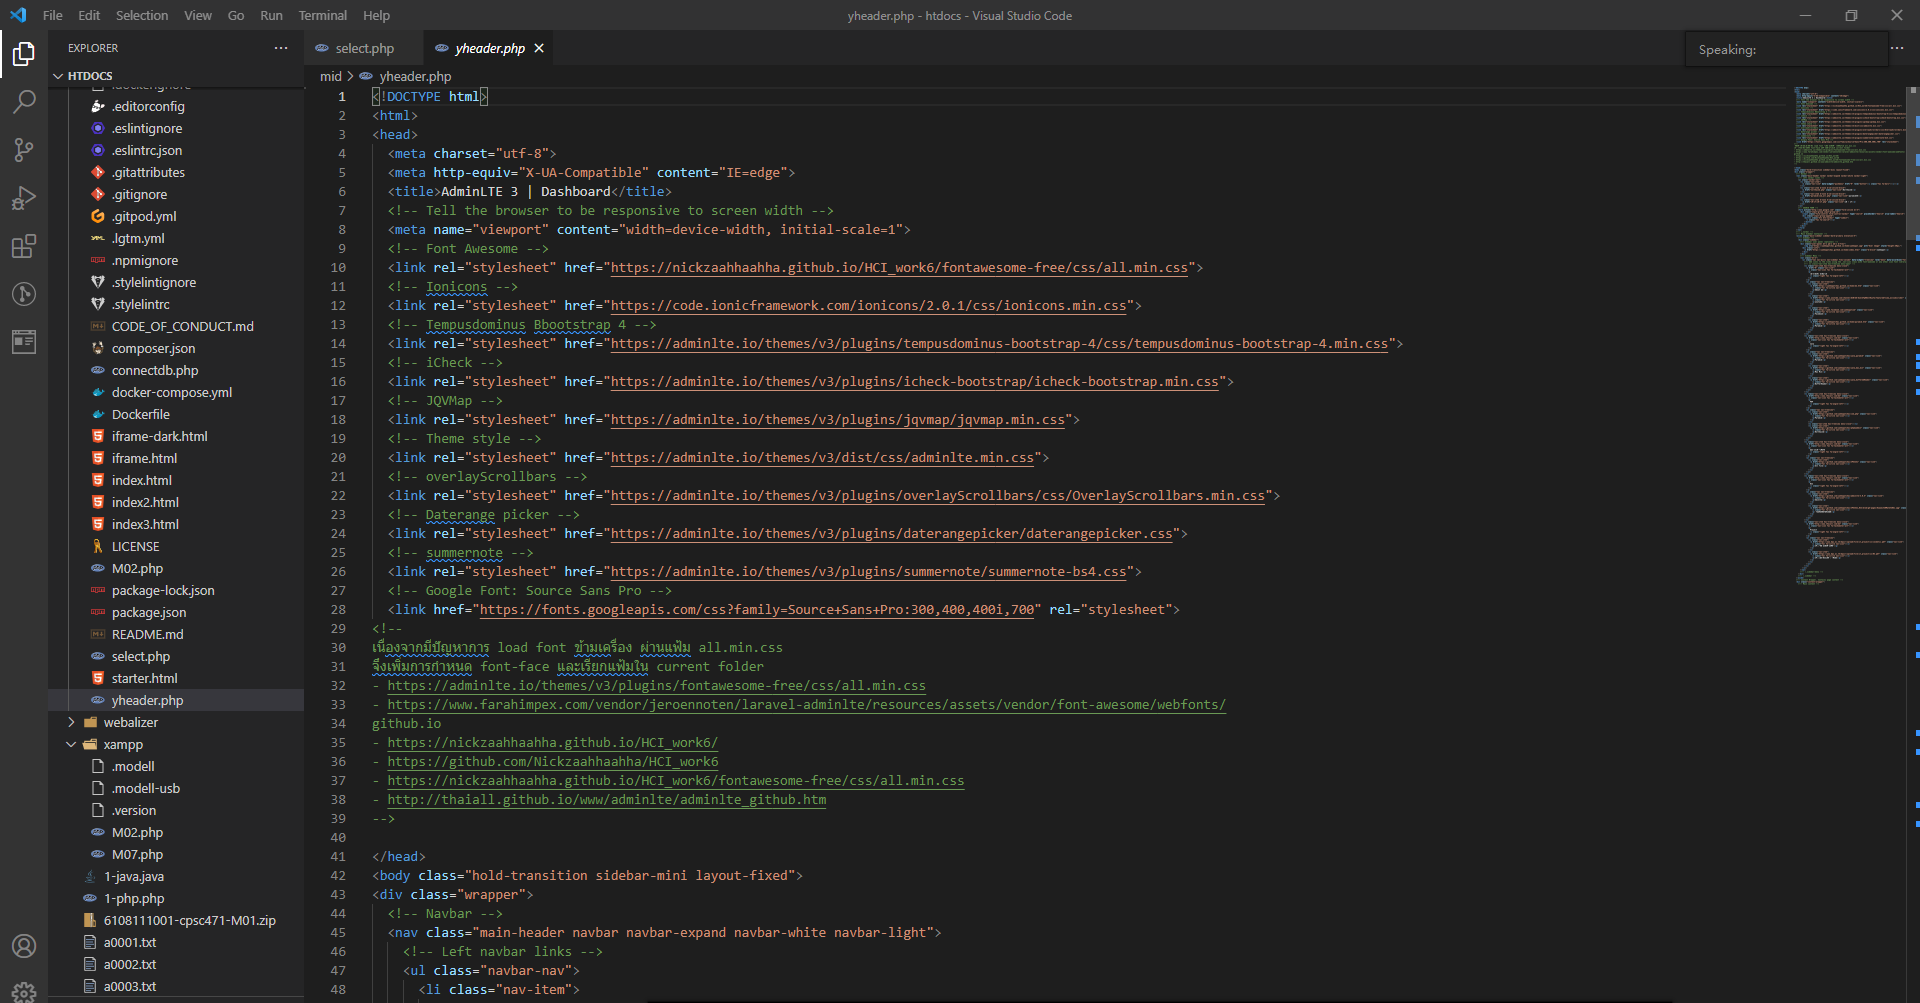 File Edit Selection View Go Run Terminal Help
yheader.php - htdocs - Visual Studio Code
EXPLORER
HTDOCS
.dockerignore
.editorconfig
.eslintignore
.eslintrc.json
.gitattributes
.gitignore
.gitpod.yml
.lgtm.yml
.npmignore
.stylelintignore
.stylelintrc
CODE_OF_CONDUCT.md
composer.json
connectdb.php
docker-compose.yml
Dockerfile
iframe-dark.html
iframe.html
index.html
index2.html
index3.html
LICENSE
M02.php
package-lock.json
package.json
README.md
select.php
starter.html
yheader.php
webalizer
xampp
.modell
.modell-usb
.version
M02.php
M07.php
1-java.java
1-php.php
6108111001-cpsc471-M01.zip
a0001.txt
a0002.txt
a0003.txt
select.php
yheader.php
Speaking:
mid > yheader.php
1 <!DOCTYPE html>
2 <html>
3 <head>
4 <meta charset="utf-8">
5 <meta http-equiv="X-UA-Compatible" content="IE=edge">
6 <title>AdminLTE 3 | Dashboard</title>
7 <!-- Tell the browser to be responsive to screen width -->
8 <meta name="viewport" content="width=device-width, initial-scale=1">
9 <!-- Font Awesome -->
10 <link rel="stylesheet" href="https://nickzaahhaahha.github.io/HCI_work6/fontawesome-free/css/all.min.css">
11 <!-- Ionicons -->
12 <link rel="stylesheet" href="https://code.ionicframework.com/ionicons/2.0.1/css/ionicons.min.css">
13 <!-- Tempusdominus Bbootstrap 4 -->
14 <link rel="stylesheet" href="https://adminlte.io/themes/v3/plugins/tempusdominus-bootstrap-4/css/tempusdominus-bootstrap-4.min.css">
15 <!-- iCheck -->
16 <link rel="stylesheet" href="https://adminlte.io/themes/v3/plugins/icheck-bootstrap/icheck-bootstrap.min.css">
17 <!-- JQVMap -->
18 <link rel="stylesheet" href="https://adminlte.io/themes/v3/plugins/jqvmap/jqvmap.min.css">
19 <!-- Theme style -->
20 <link rel="stylesheet" href="https://adminlte.io/themes/v3/dist/css/adminlte.min.css">
21 <!-- overlayScrollbars -->
22 <link rel="stylesheet" href="https://adminlte.io/themes/v3/plugins/overlayScrollbars/css/OverlayScrollbars.min.css">
23 <!-- Daterange picker -->
24 <link rel="stylesheet" href="https://adminlte.io/themes/v3/plugins/daterangepicker/daterangepicker.css">
25 <!-- summernote -->
26 <link rel="stylesheet" href="https://adminlte.io/themes/v3/plugins/summernote/summernote-bs4.css">
27 <!-- Google Font: Source Sans Pro -->
28 <link href="https://fonts.googleapis.com/css?family=Source+Sans+Pro:300,400,400i,700" rel="stylesheet">
29 <!--
30 เนื่องจากมีปัญหาการ load font ข้ามเครื่อง ผ่านแฟ้ม all.min.css
31 จึงเพิ่มการกำหนด font-face และเรียกแฟ้มใน current folder
32 - https://adminlte.io/themes/v3/plugins/fontawesome-free/css/all.min.css
33 - https://www.farahimpex.com/vendor/jeroennoten/laravel-adminlte/resources/assets/vendor/font-awesome/webfonts/
34 github.io
35 - https://nickzaahhaahha.github.io/HCI_work6/
36 - https://github.com/Nickzaahhaahha/HCI_work6
37 - https://nickzaahhaahha.github.io/HCI_work6/fontawesome-free/css/all.min.css
38 - http://thaiall.github.io/www/adminlte/adminlte_github.htm
39 -->
40
41 </head>
42 <body class="hold-transition sidebar-mini layout-fixed">
43 <div class="wrapper">
44 <!-- Navbar -->
45 <nav class="main-header navbar navbar-expand navbar-white navbar-light">
46 <!-- Left navbar links -->
47 <ul class="navbar-nav">
48 <li class="nav-item">